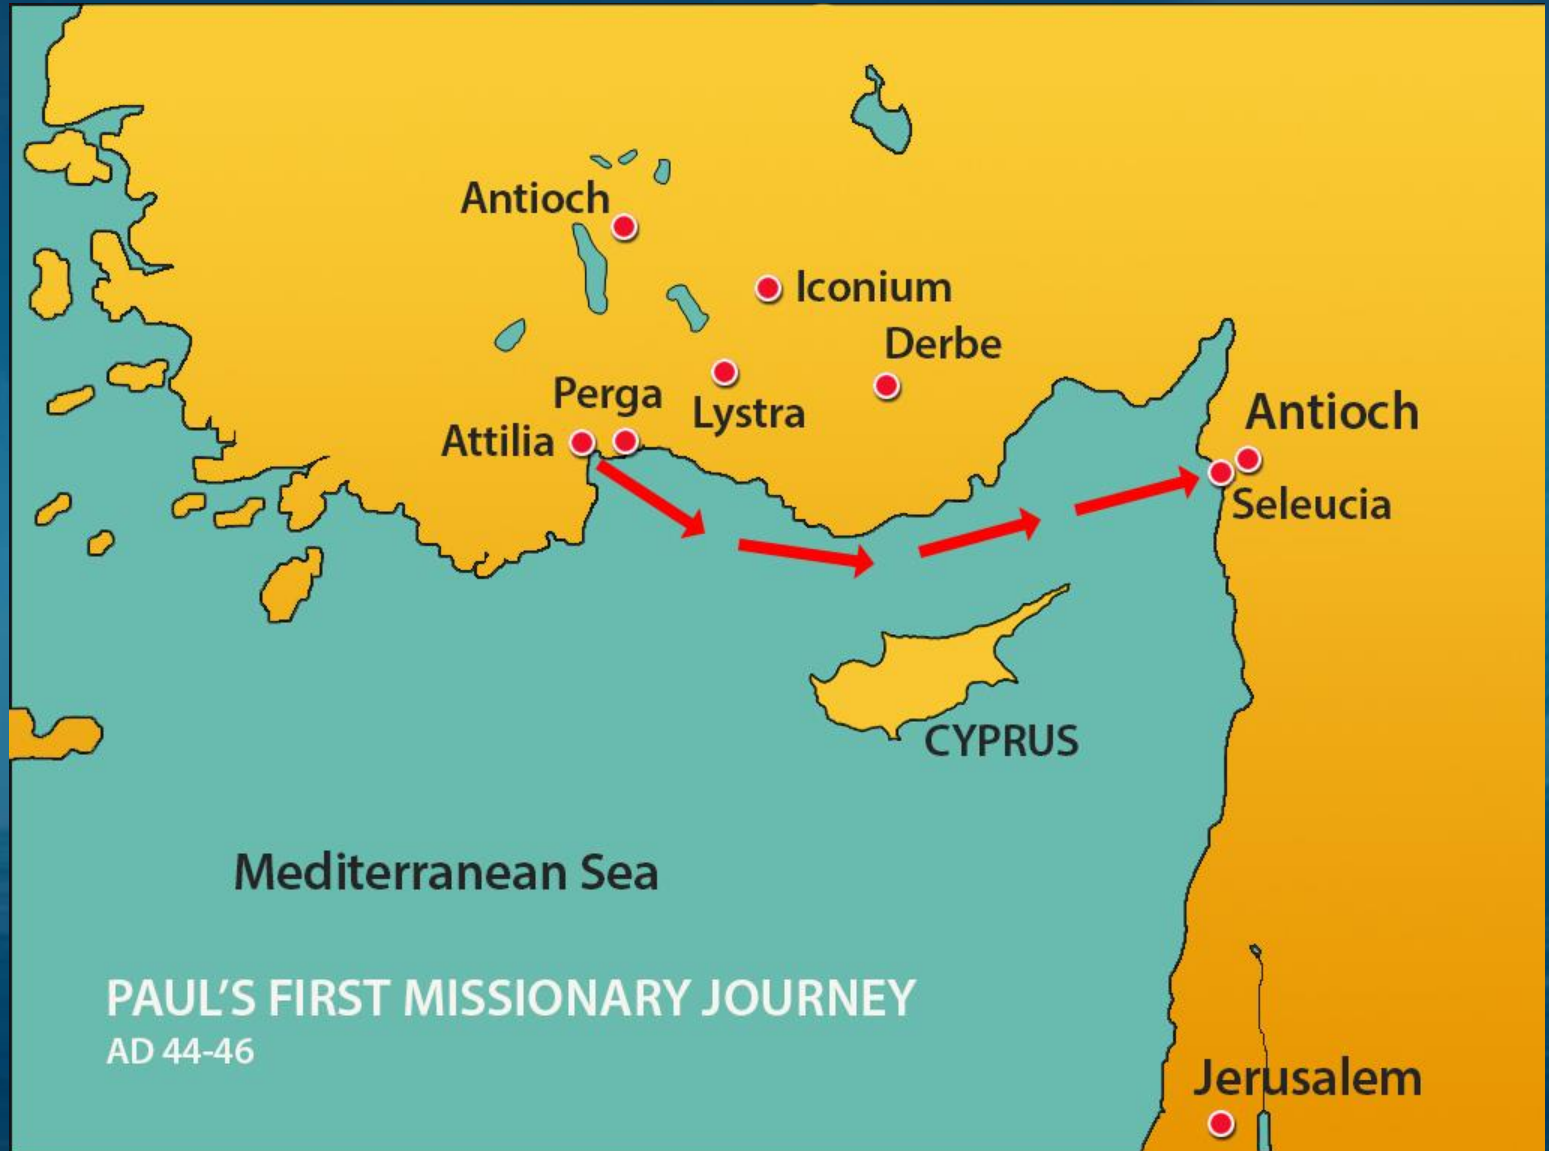 Antioch
Iconium
Derbe
Perga
Lystra
Antioch
Attilia
Seleucia
CYPRUS
Mediterranean Sea
PAUL’S FIRST MISSIONARY JOURNEY
AD 44-46
Jerusalem